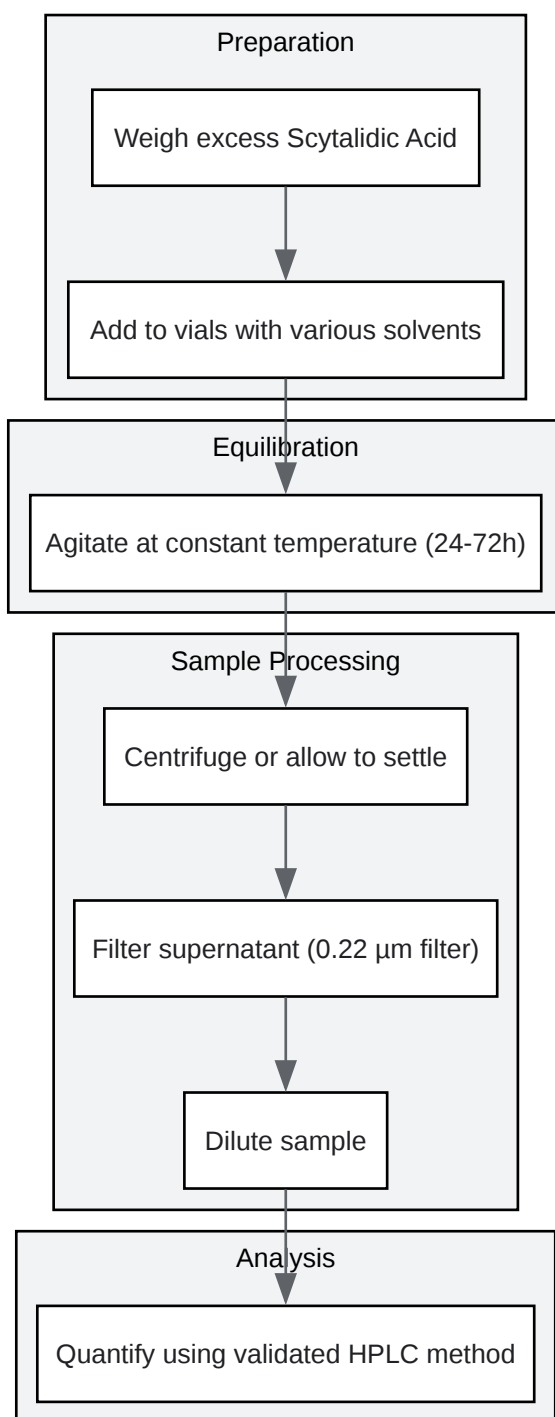 Preparation
Weigh excess Scytalidic Acid
Add to vials with various solvents
Equilibration
Agitate at constant temperature (24-72h)
Sample Processing
Centrifuge or allow to settle
Filter supernatant (0.22 µm filter)
Dilute sample
Analysis
Quantify using validated HPLC method